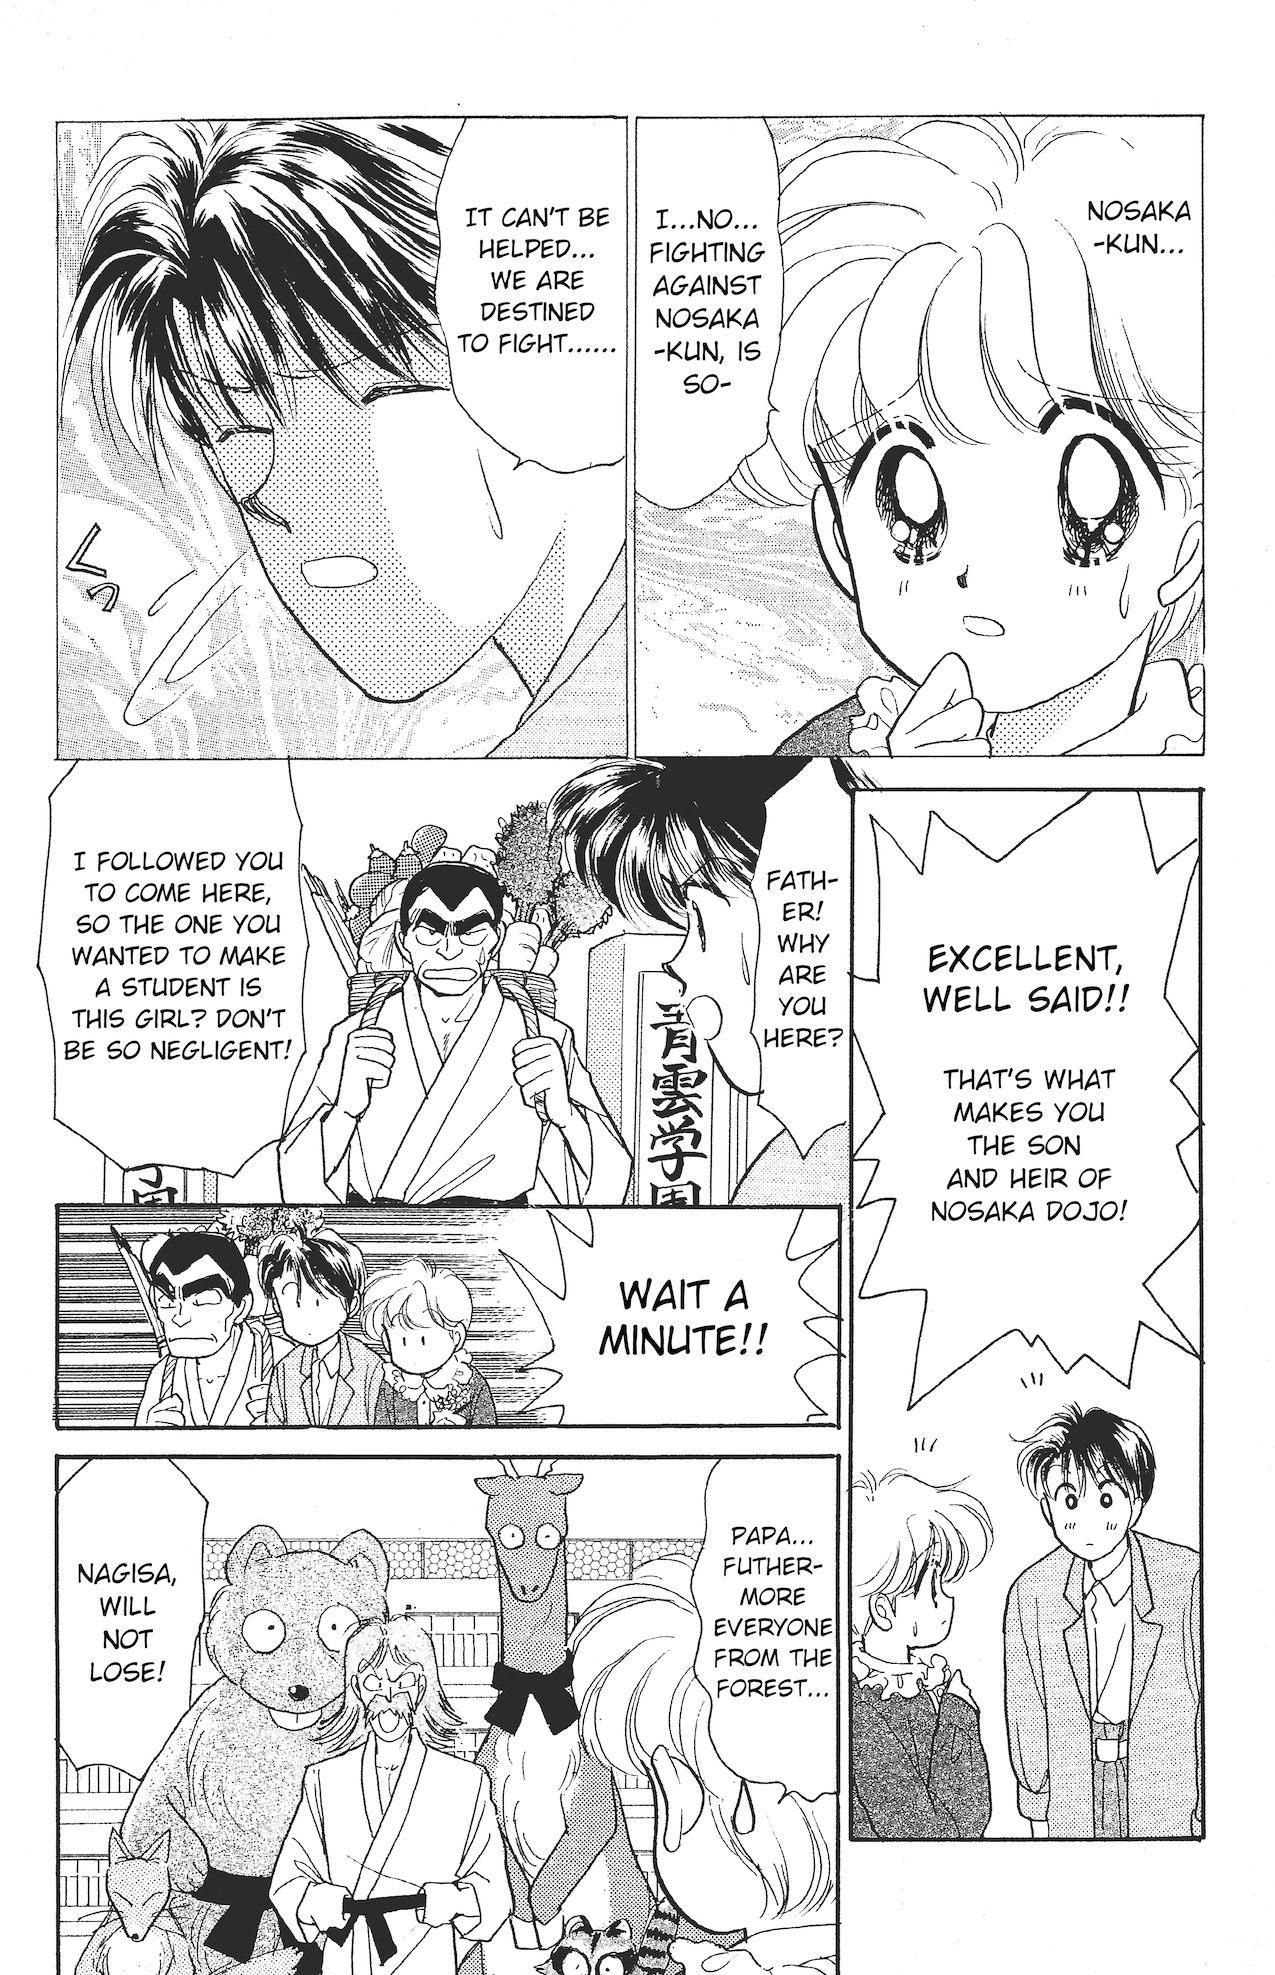 NOSAKA
-KUN...
I...NO...
FIGHTING
AGAINST
NOSAKA
-KUN, IS
SO-
IT CAN'T BE
HELPED...
WE ARE
DESTINED
TO FIGHT......
くっ
EXCELLENT,
WELL SAID!!
THAT'S WHAT
MAKES YOU
THE SON
AND HEIR OF
NOSAKA DOJO!
FATH-
ER!
WHY
ARE
YOU
HERE?
青雲学園
I FOLLOWED YOU
TO COME HERE,
SO THE ONE YOU
WANTED TO MAKE
A STUDENT IS
THIS GIRL? DON'T
BE SO NEGLIGENT!
WAIT A
MINUTE!!
PAPA...
FUTHER-
MORE
EVERYONE
FROM THE
FOREST...
NAGISA,
WILL
NOT
LOSE!